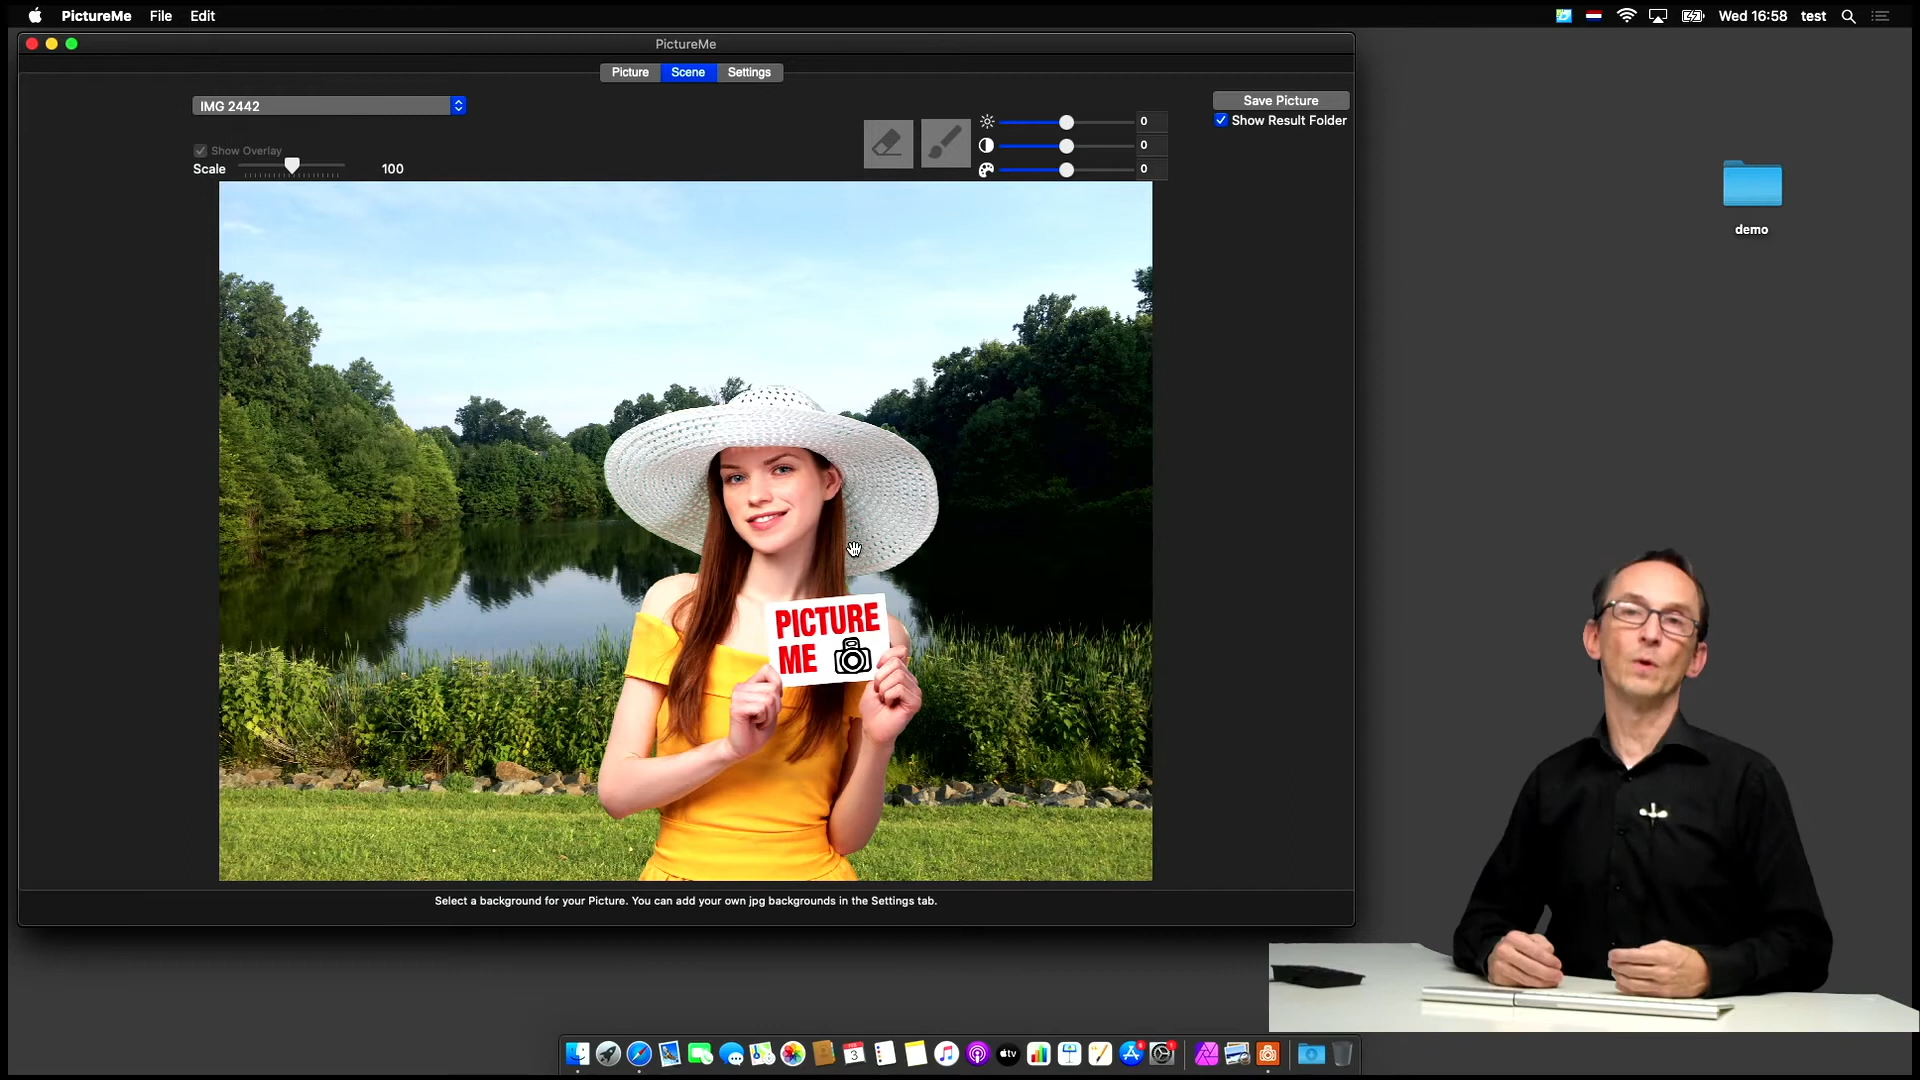 PictureMe File Edit Wed 16:58 test
PictureMe
Picture Scene Settings
IMG 2442
Save Picture
Show Result Folder
0
0
0
Show Overlay
Scale 100
demo
PICTURE
ME
Select a background for your Picture. You can add your own jpg backgrounds in the Settings tab.
3
tv